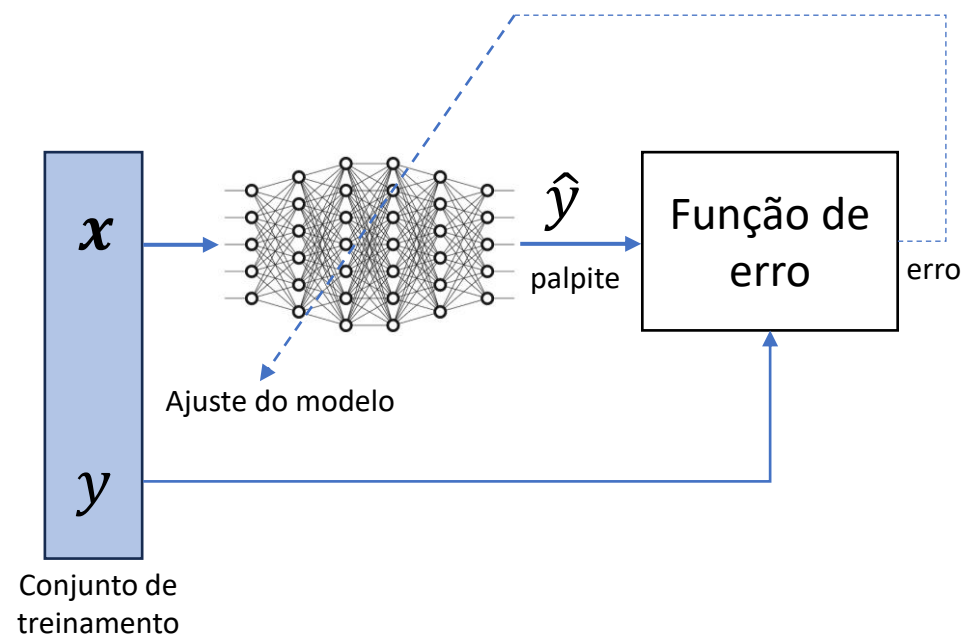 x
ŷ
palpite
Função de
erro
erro
Ajuste do modelo
y
Conjunto de
treinamento